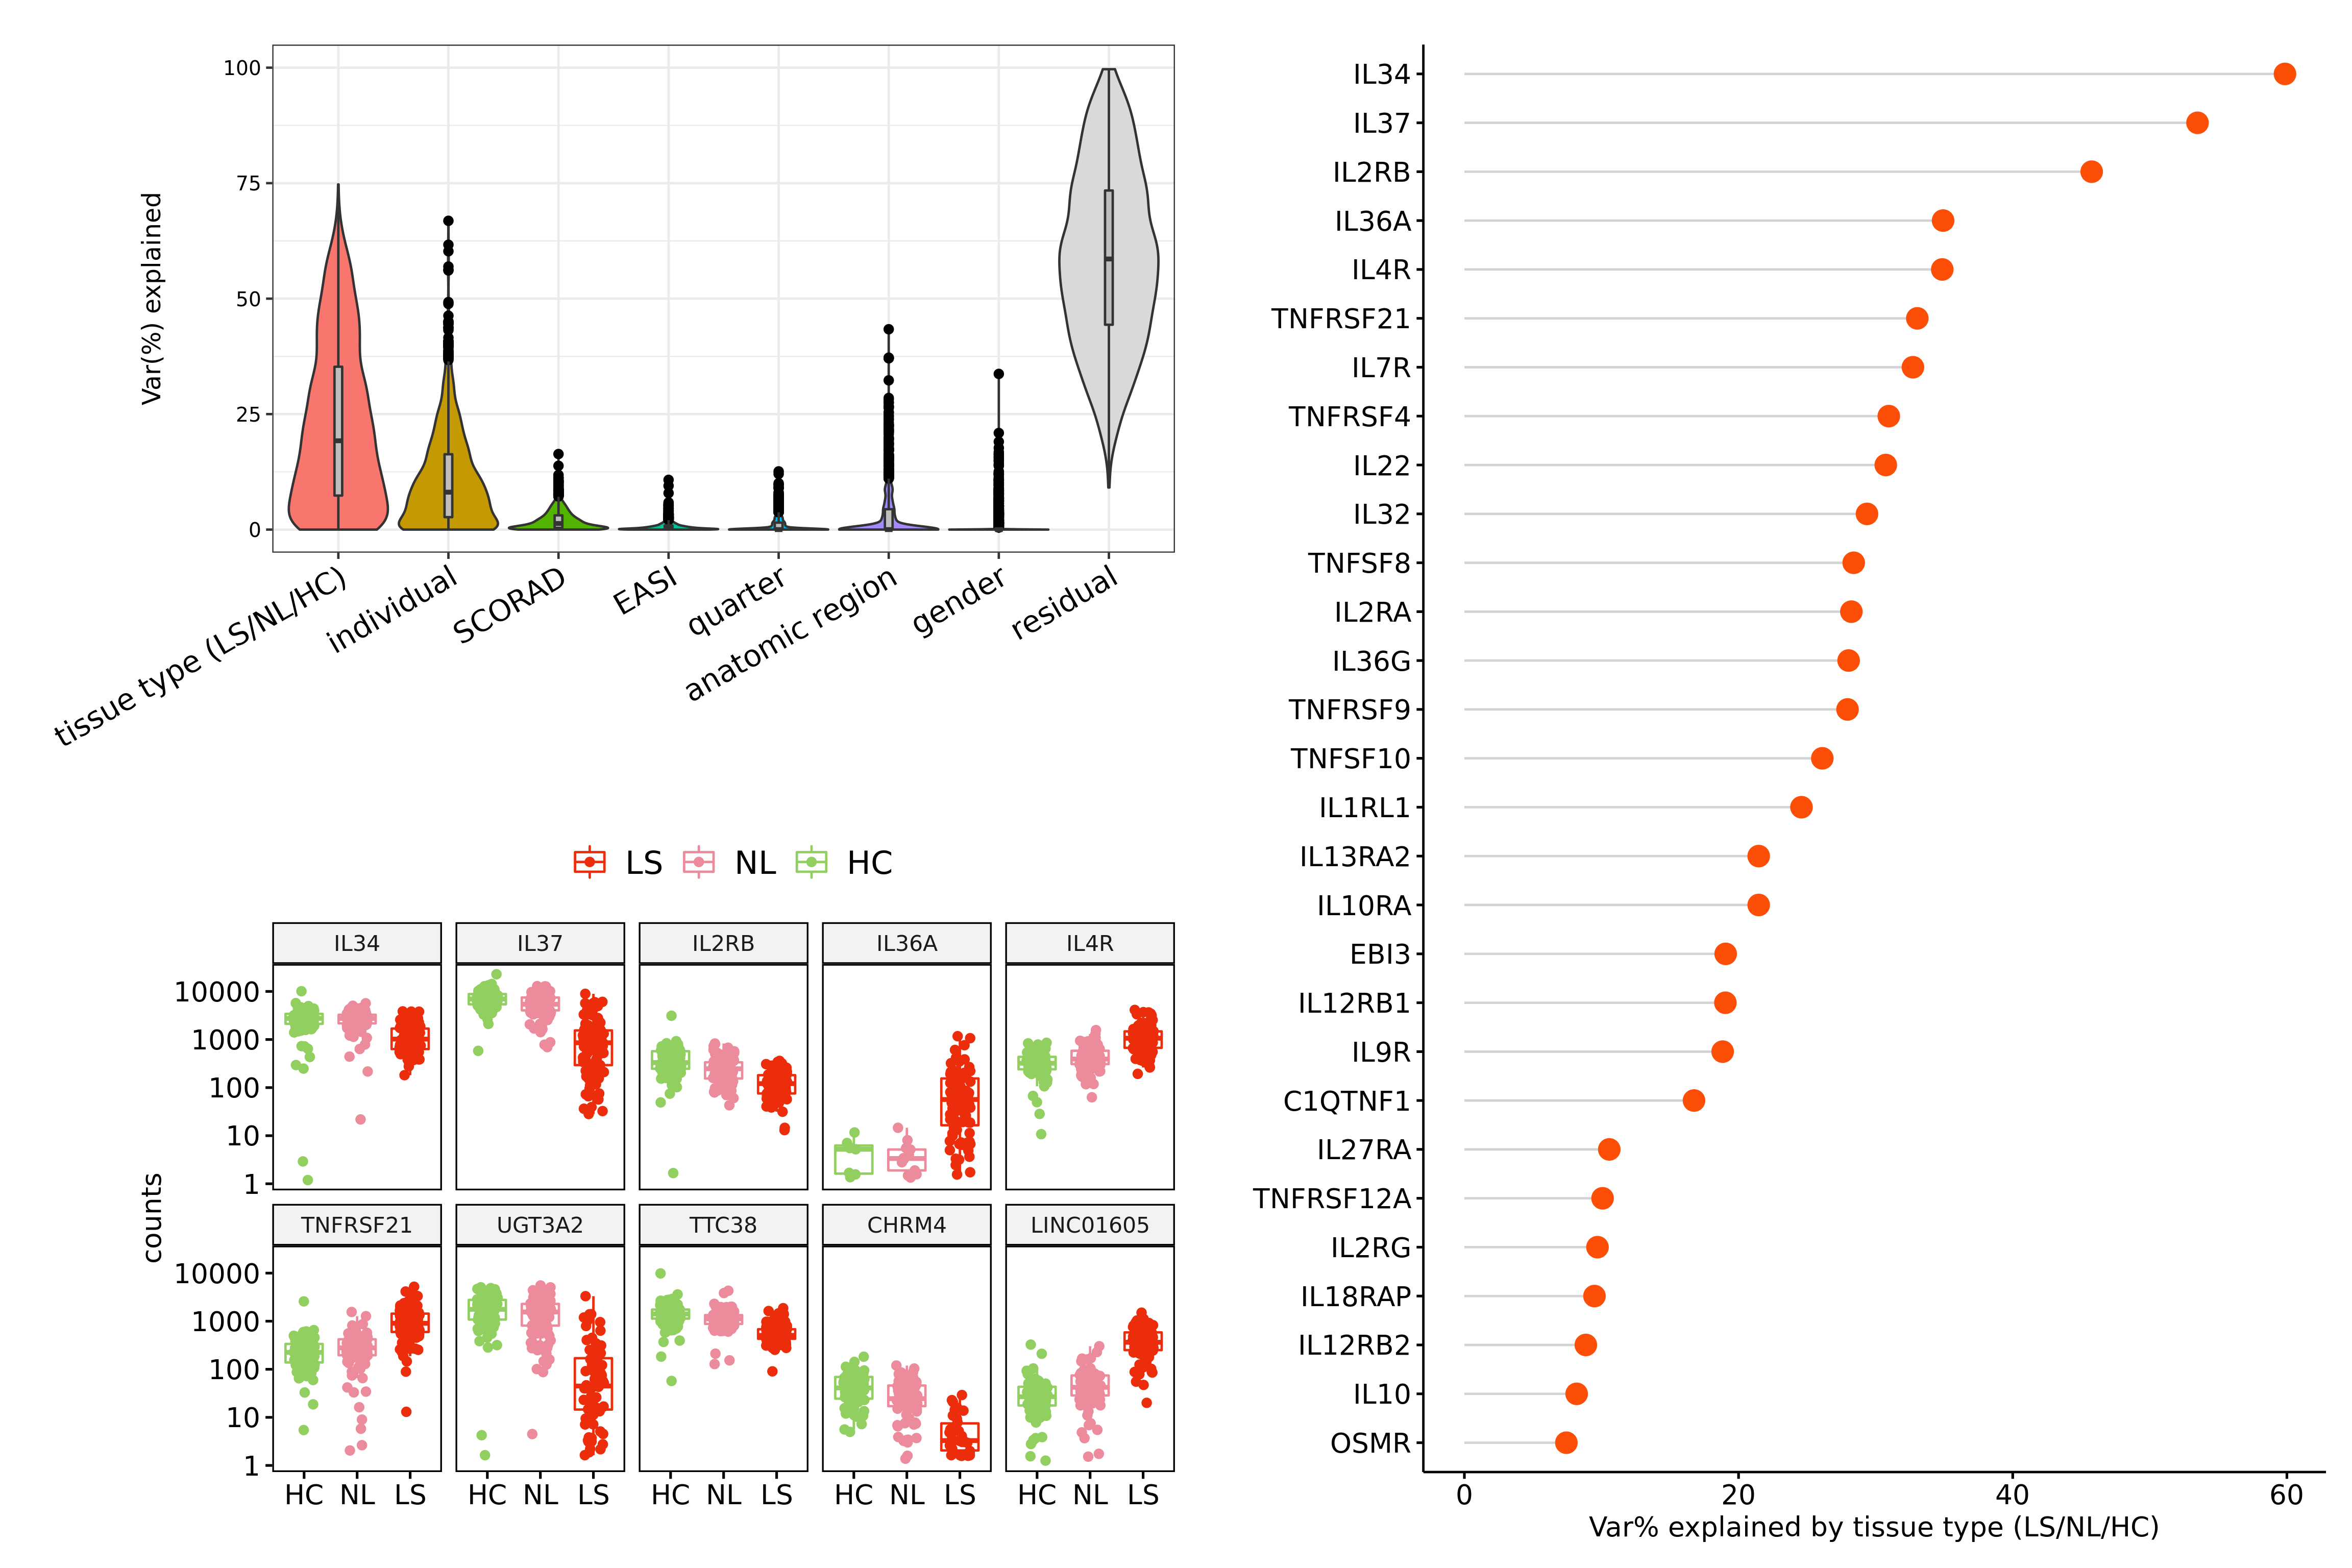 100
75
50
25
0
Var(%) explained
tissue type (LS/NL/HC)
individual
SCORAD
EASI
quarter
anatomic region
gender
residual
LS NL HC
IL34 IL37 IL2RB IL36A IL4R
10000
1000
100
10
1
counts
TNFRSF21 UGT3A2 TTC38 CHRM4 LINC01605
10000
1000
100
10
1
HC NL LS HC NL LS HC NL LS HC NL LS HC NL LS
IL34
IL37
IL2RB
IL36A
IL4R
TNFRSF21
IL7R
TNFRSF4
IL22
IL32
TNFSF8
IL2RA
IL36G
TNFRSF9
TNFSF10
IL1RL1
IL13RA2
IL10RA
EBI3
IL12RB1
IL9R
C1QTNF1
IL27RA
TNFRSF12A
IL2RG
IL18RAP
IL12RB2
IL10
OSMR
0 20 40 60
Var% explained by tissue type (LS/NL/HC)